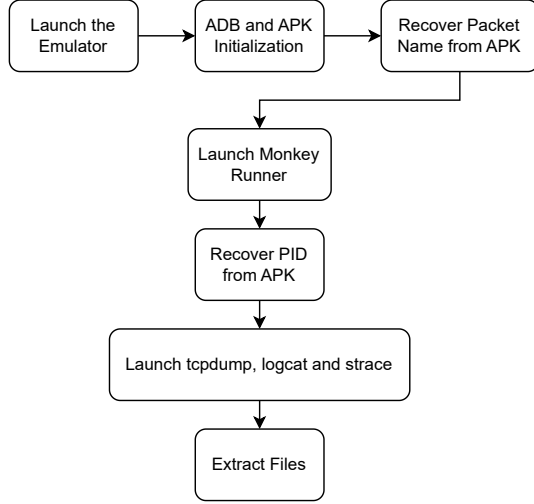 Launch the
Emulator
ADB and APK
Initialization
Recover Packet
Name from APK
Launch Monkey
Runner
Recover PID
from APK
Launch tcpdump, logcat and strace
Extract Files